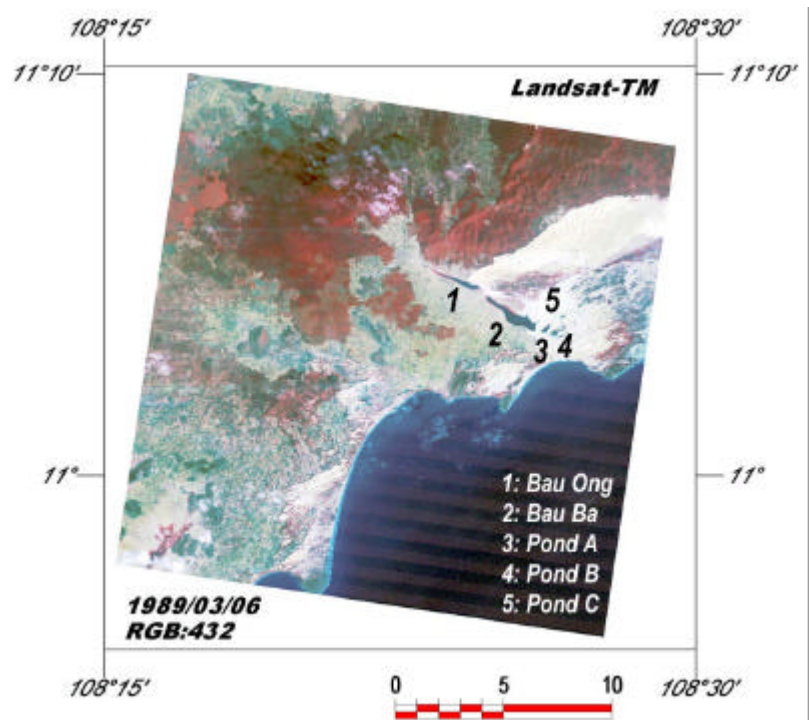 108°15' 108°30'
11°10' 11°10'
Landsat-TM
1 5
2
3 4
11° 11°
1: Bau Ong
2: Bau Ba
3: Pond A
4: Pond B
5: Pond C
1989/03/06
RGB:432
108°15' 108°30'
0 5 10